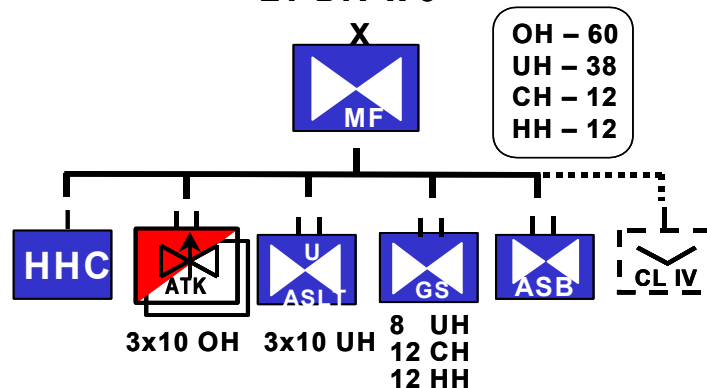 X
MF
OH – 60
UH – 38
CH – 12
HH – 12
HHC
ATK
U
ASLT
GS
ASB
CL IV
3x10 OH
3x10 UH
8 UH
12 CH
12 HH